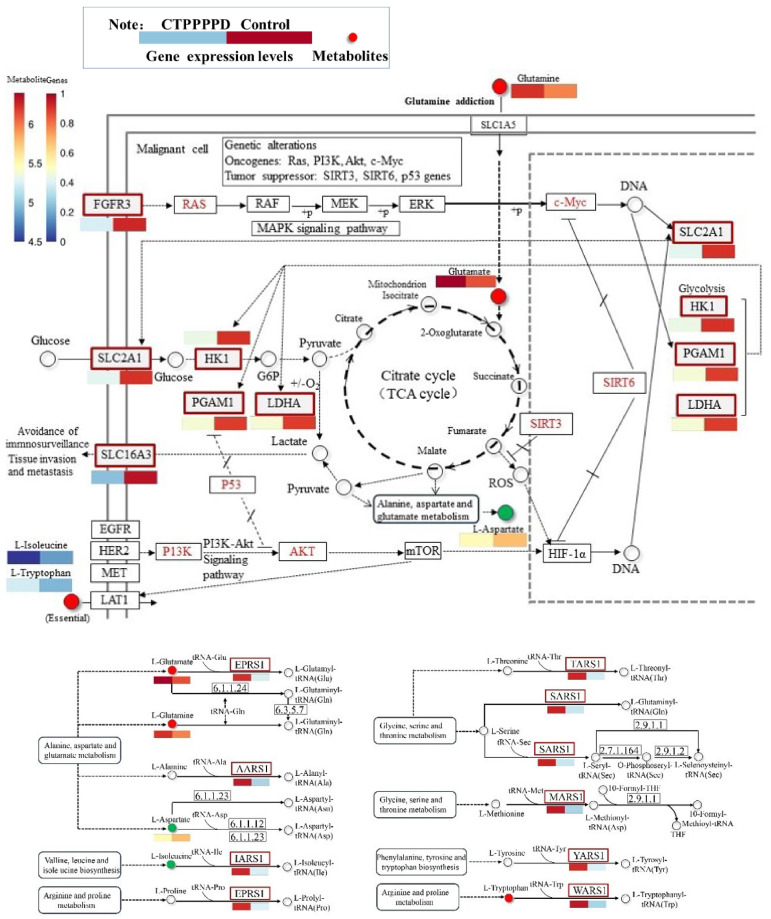 Note: CTPPPPD Control
Gene expression levels Metabolites
Metabolite Genes
6
5.5
5
4.5
1
0.8
0.6
0.4
0.2
0
Glutamine
Glutamine addiction
SLC1A5
Malignant cell
Genetic alterations
Oncogenes: Ras, PI3K, Akt, c-Myc
Tumor suppressor: SIRT3, SIRT6, p53 genes
DNA
FGFR3
RAS
RAF
+p
MEK
+p
ERK
+p
c-Myc
SLC2A1
MAPK signaling pathway
Glutamate
Mitochondrion
Isocitrate
Citrate
2-Oxoglutarate
Glycolysis
HK1
PGAM1
LDHA
Glucose
SLC2A1
Glucose
HK1
G6P
Pyruvate
+/-O2
Citrate cycle
(TCA cycle)
Succinate
SIRT6
PGAM1
LDHA
Fumarate
SIRT3
Avoidance of
immnosurveillance
Tissue invasion
and metastasis
SLC16A3
Lactate
Malate
ROS
P53
Pyruvate
Alanine, aspartate and
glutamate metabolism
L-Aspartate
EGFR
L-Isoleucine
HER2
P13K
PI3K-Akt
Signaling
pathway
AKT
mTOR
HIF-1α
DNA
L-Tryptophan
MET
LAT1
(Essential)
L-Glutamate
tRNA-Glu
EPRS1
L-Glutamyl-
tRNA(Glu)
6.1.1.24
L-Glutaminyl-
tRNA(Gln)
tRNA-Gln
6.3.5.7
L-Glutamine
L-Glutaminyl-
tRNA(Gln)
Alanine, aspartate and
glutamate metabolism
L-Alanine
tRNA-Ala
AARS1
L-Alanyl-
tRNA(Ala)
6.1.1.23
L-Aspartyl-
tRNA(Asn)
L-Aspartate
tRNA-Asp
6.1.1.12
6.1.1.23
L-Aspartyl-
tRNA(Asp)
Valline, leucine and
isole ucine biosynthesis
L-Isoleucine
tRNA-Ile
IARS1
L-Isoleucyl-
tRNA(Ile)
Arginine and proline
metabolism
L-Proline
tRNA-Pro
EPRS1
L-Prolyl-
tRNA(Pro)
L-Threonine
tRNA-Thr
TARS1
L-Threonyl-
tRNA(Thr)
SARS1
L-Glutaminyl-
tRNA(Gln)
Glycine, serine and
thronine metabolism
L-Serine
2.9.1.1
tRNA-Sec
SARS1
2.7.1.164
2.9.1.2
L-Seryl-
tRNA(Sec)
O-Phosphoseryl-
tRNA(Sec)
L-Selenosysteinyl-
tRNA(Sec)
Glycine, serine and
thronine metabolism
L-Methionine
tRNA-Met
MARS1
L-Methionyl-
tRNA(Asp)
10-Formyl-THF
2.9.1.1
THF
10-Formyl-
Methioyl-tRNA
Phenylalanine, tyrosine and
tryptophan biosynthesis
L-Tyrosine
tRNA-Tyr
YARS1
L-Tyrosyl-
tRNA(Tyr)
Arginine and proline
metabolism
L-Tryptophan
tRNA-Trp
WARS1
L-Tryptophanyl-
tRNA(Trp)